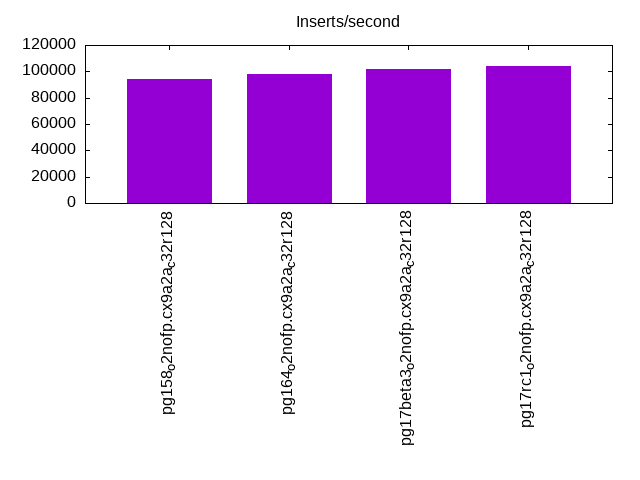 Inserts/second
120000
100000
80000
60000
40000
20000
0
pg158_o2nofp.cx9a2a_c32r128
pg164_o2nofp.cx9a2a_c32r128
pg17beta3_o2nofp.cx9a2a_c32r128
pg17rc1_o2nofp.cx9a2a_c32r128